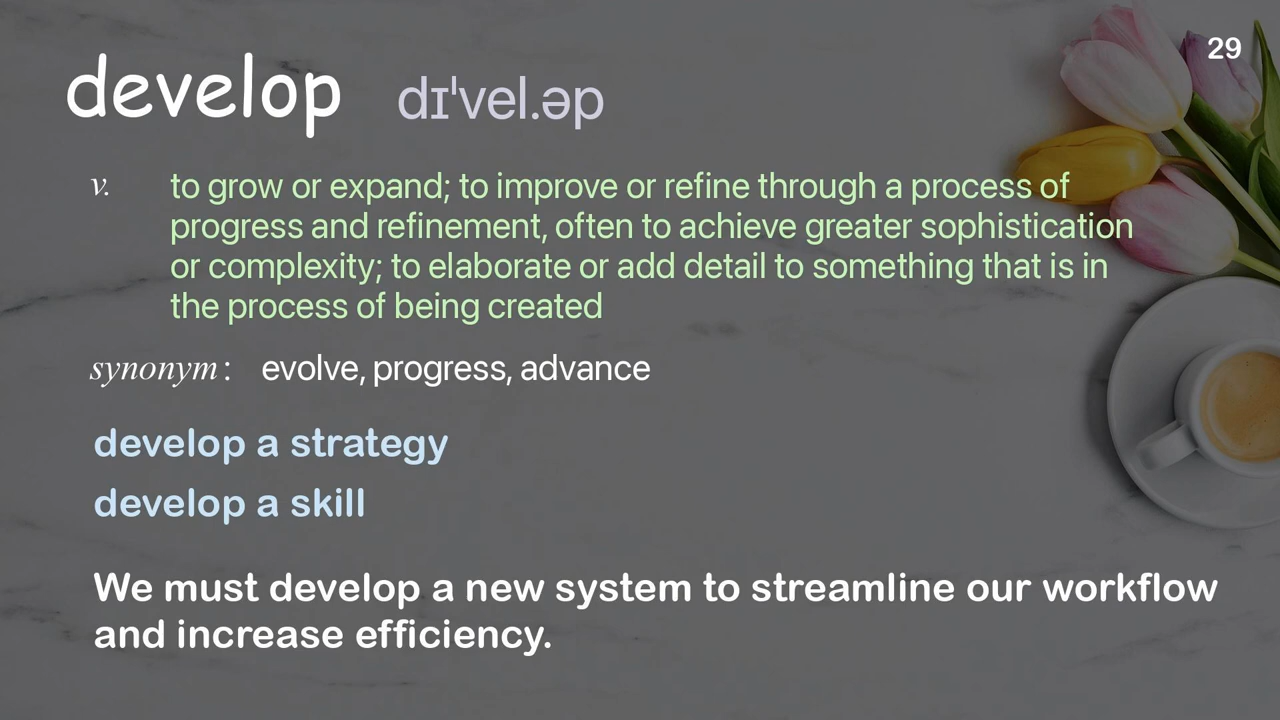 29
develop dɪˈvel.əp
v. to grow or expand; to improve or refine through a process of
progress and refinement, often to achieve greater sophistication
or complexity; to elaborate or add detail to something that is in
the process of being created
synonym: evolve, progress, advance
develop a strategy
develop a skill
We must develop a new system to streamline our workflow
and increase efficiency.